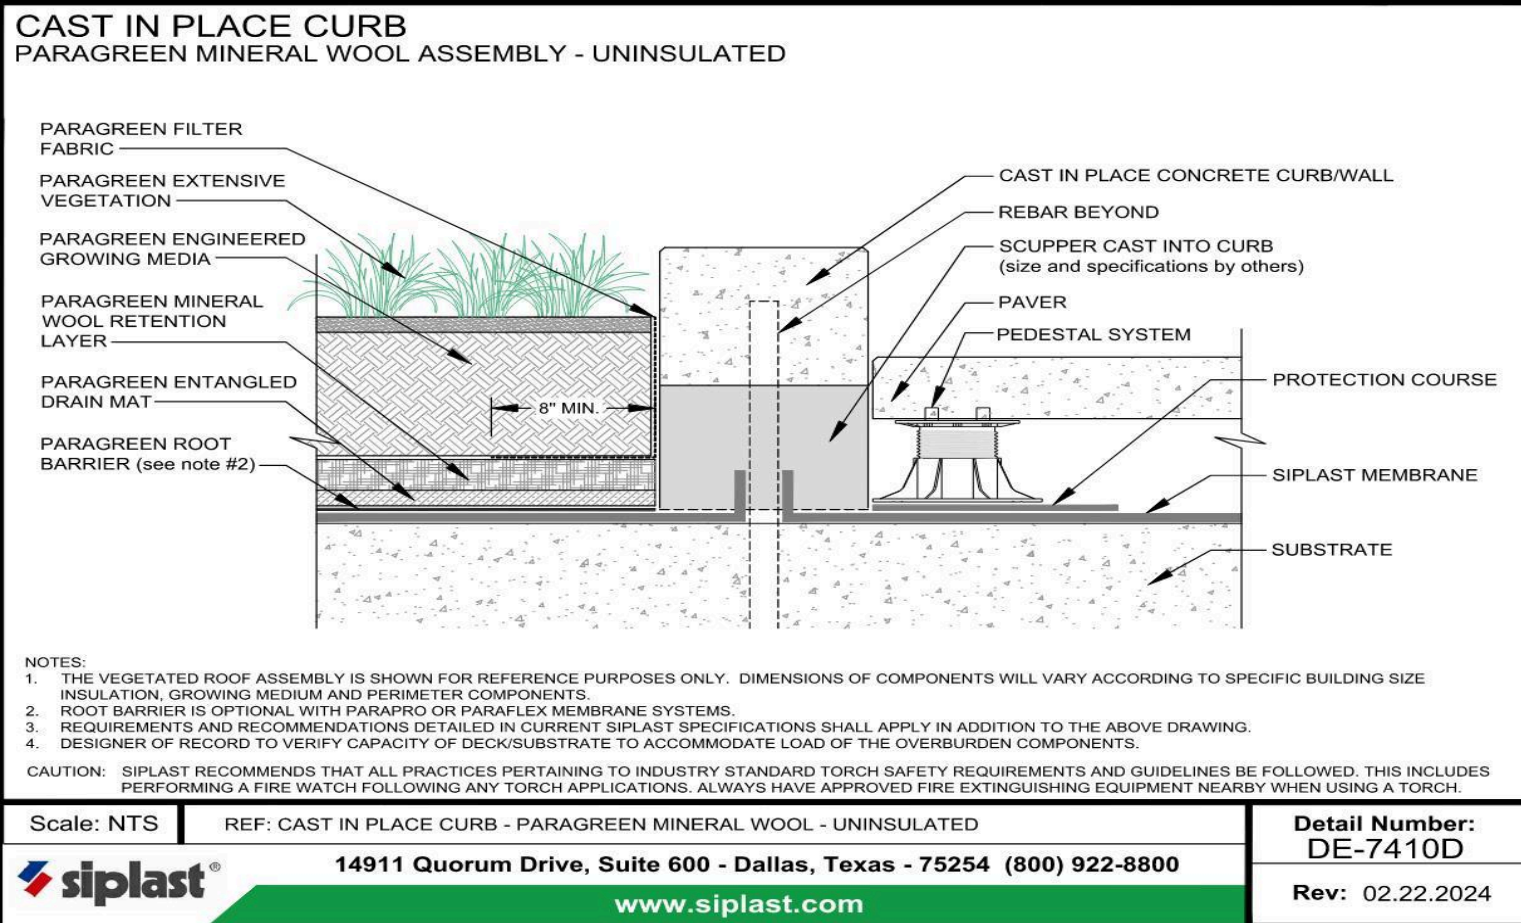 CAST IN PLACE CURB
PARAGREEN MINERAL WOOL ASSEMBLY - UNINSULATED
PARAGREEN FILTER
FABRIC
PARAGREEN EXTENSIVE
VEGETATION
PARAGREEN ENGINEERED
GROWING MEDIA
PARAGREEN MINERAL
WOOL RETENTION
LAYER
PARAGREEN ENTANGLED
DRAIN MAT
PARAGREEN ROOT
BARRIER (see note #2)
8" MIN.
CAST IN PLACE CONCRETE CURB/WALL
REBAR BEYOND
SCUPPER CAST INTO CURB
(size and specifications by others)
PAVER
PEDESTAL SYSTEM
PROTECTION COURSE
SIPLAST MEMBRANE
SUBSTRATE
NOTES:
1. THE VEGETATED ROOF ASSEMBLY IS SHOWN FOR REFERENCE PURPOSES ONLY. DIMENSIONS OF COMPONENTS WILL VARY ACCORDING TO SPECIFIC BUILDING SIZE
INSULATION, GROWING MEDIUM AND PERIMETER COMPONENTS.
2. ROOT BARRIER IS OPTIONAL WITH PARAPRO OR PARAFLEX MEMBRANE SYSTEMS.
3. REQUIREMENTS AND RECOMMENDATIONS DETAILED IN CURRENT SIPLAST SPECIFICATIONS SHALL APPLY IN ADDITION TO THE ABOVE DRAWING.
4. DESIGNER OF RECORD TO VERIFY CAPACITY OF DECK/SUBSTRATE TO ACCOMMODATE LOAD OF THE OVERBURDEN COMPONENTS.
CAUTION: SIPLAST RECOMMENDS THAT ALL PRACTICES PERTAINING TO INDUSTRY STANDARD TORCH SAFETY REQUIREMENTS AND GUIDELINES BE FOLLOWED. THIS INCLUDES
PERFORMING A FIRE WATCH FOLLOWING ANY TORCH APPLICATIONS. ALWAYS HAVE APPROVED FIRE EXTINGUISHING EQUIPMENT NEARBY WHEN USING A TORCH.
Scale: NTS
REF: CAST IN PLACE CURB - PARAGREEN MINERAL WOOL - UNINSULATED
Detail Number:
DE-7410D
siplast®
14911 Quorum Drive, Suite 600 - Dallas, Texas - 75254 (800) 922-8800
www.siplast.com
Rev: 02.22.2024